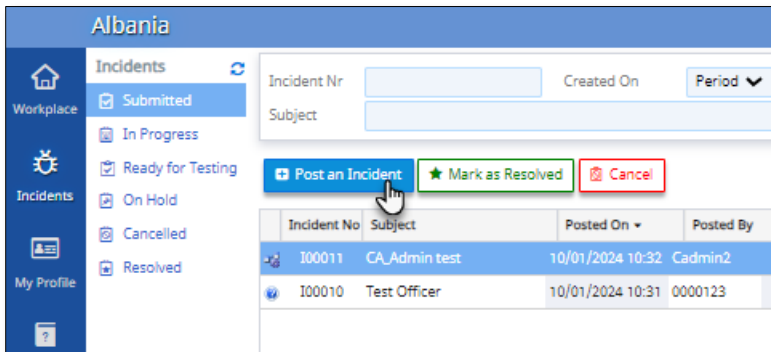 Albania
Workplace
Incidents
My Profile
Incidents
Submitted
In Progress
Ready for Testing
On Hold
Cancelled
Resolved
Incident Nr Created On Period
Subject
Post an Incident Mark as Resolved Cancel
Incident No Subject Posted On Posted By
I00011 CA_Admin test 10/01/2024 10:32 Cadmin2
I00010 Test Officer 10/01/2024 10:31 0000123